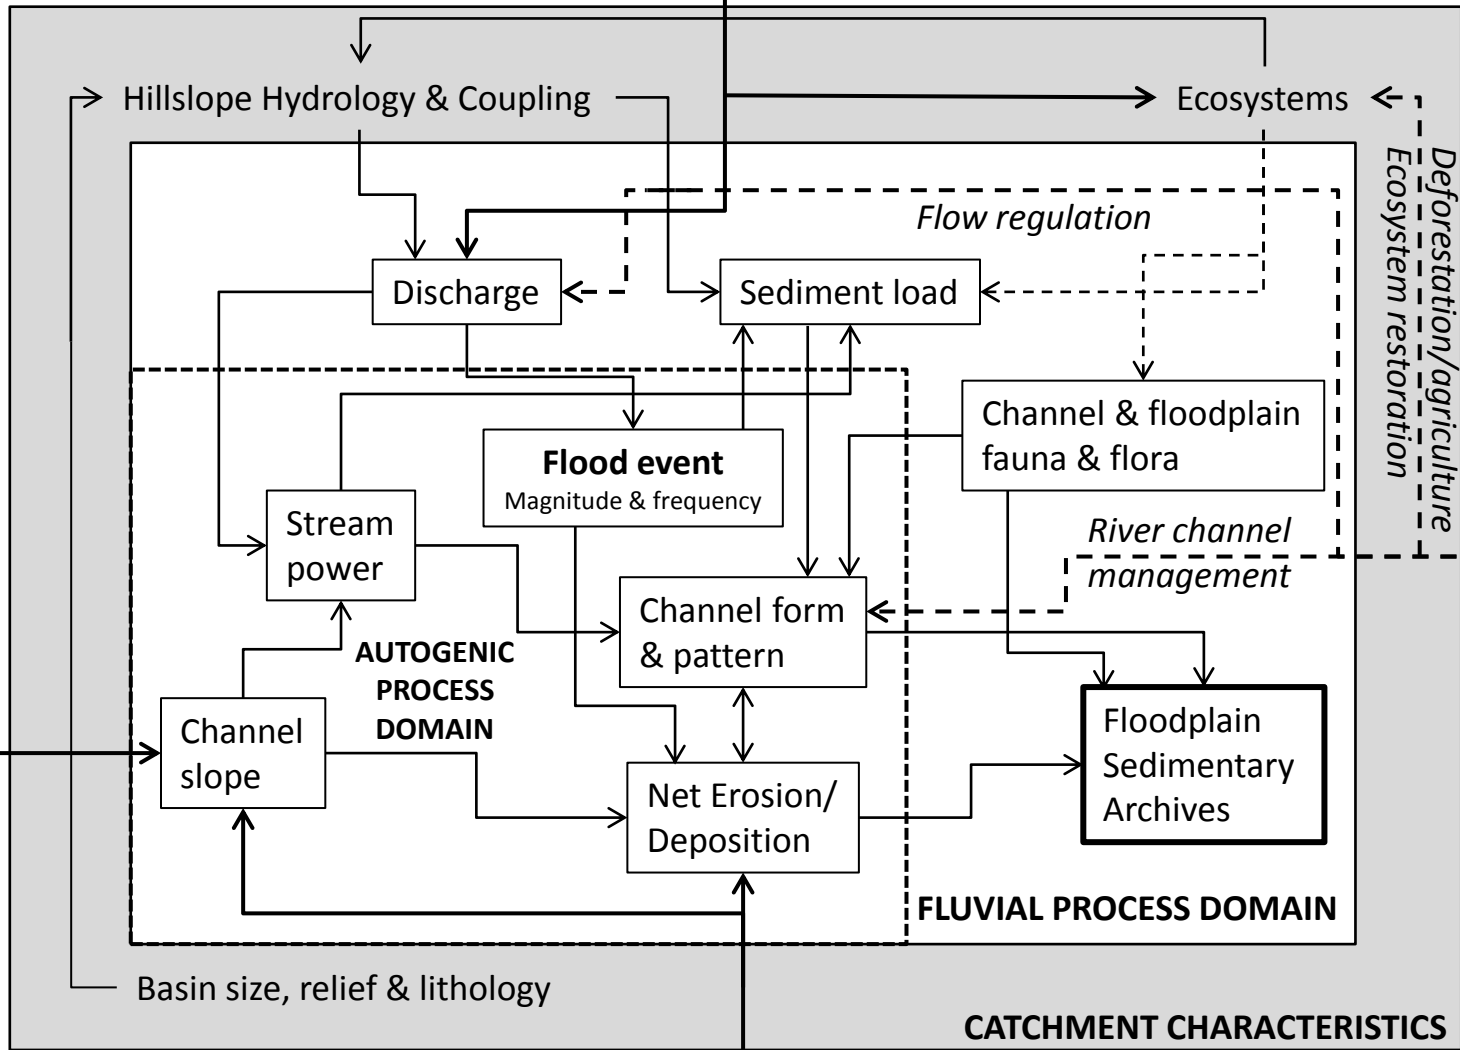 Hillslope Hydrology & Coupling
Ecosystems
Deforestation/agriculture
Ecosystem restoration
Flow regulation
Discharge
Sediment load
Channel & floodplain
fauna & flora
Flood event
Magnitude & frequency
Stream
power
River channel
management
Channel form
& pattern
AUTOGENIC
PROCESS
DOMAIN
Channel
slope
Floodplain
Sedimentary
Archives
Net Erosion/
Deposition
FLUVIAL PROCESS DOMAIN
Basin size, relief & lithology
CATCHMENT CHARACTERISTICS